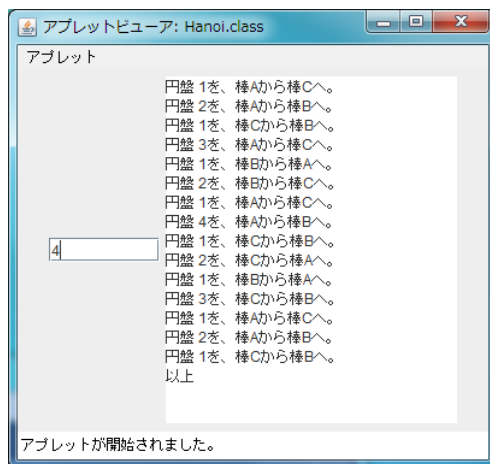 アプレットビューア: Hanoi.class
アプレット
円盤 1を、棒Aから棒Cへ。
円盤 2を、棒Aから棒Bへ。
円盤 1を、棒Cから棒Bへ。
円盤 3を、棒Aから棒Cへ。
円盤 1を、棒Bから棒Aへ。
円盤 2を、棒Bから棒Cへ。
円盤 1を、棒Aから棒Cへ。
円盤 4を、棒Aから棒Bへ。
円盤 1を、棒Cから棒Bへ。
円盤 2を、棒Cから棒Aへ。
円盤 1を、棒Bから棒Aへ。
円盤 3を、棒Cから棒Bへ。
円盤 1を、棒Aから棒Cへ。
円盤 2を、棒Aから棒Bへ。
円盤 1を、棒Cから棒Bへ。
以上
4
アプレットが開始されました。